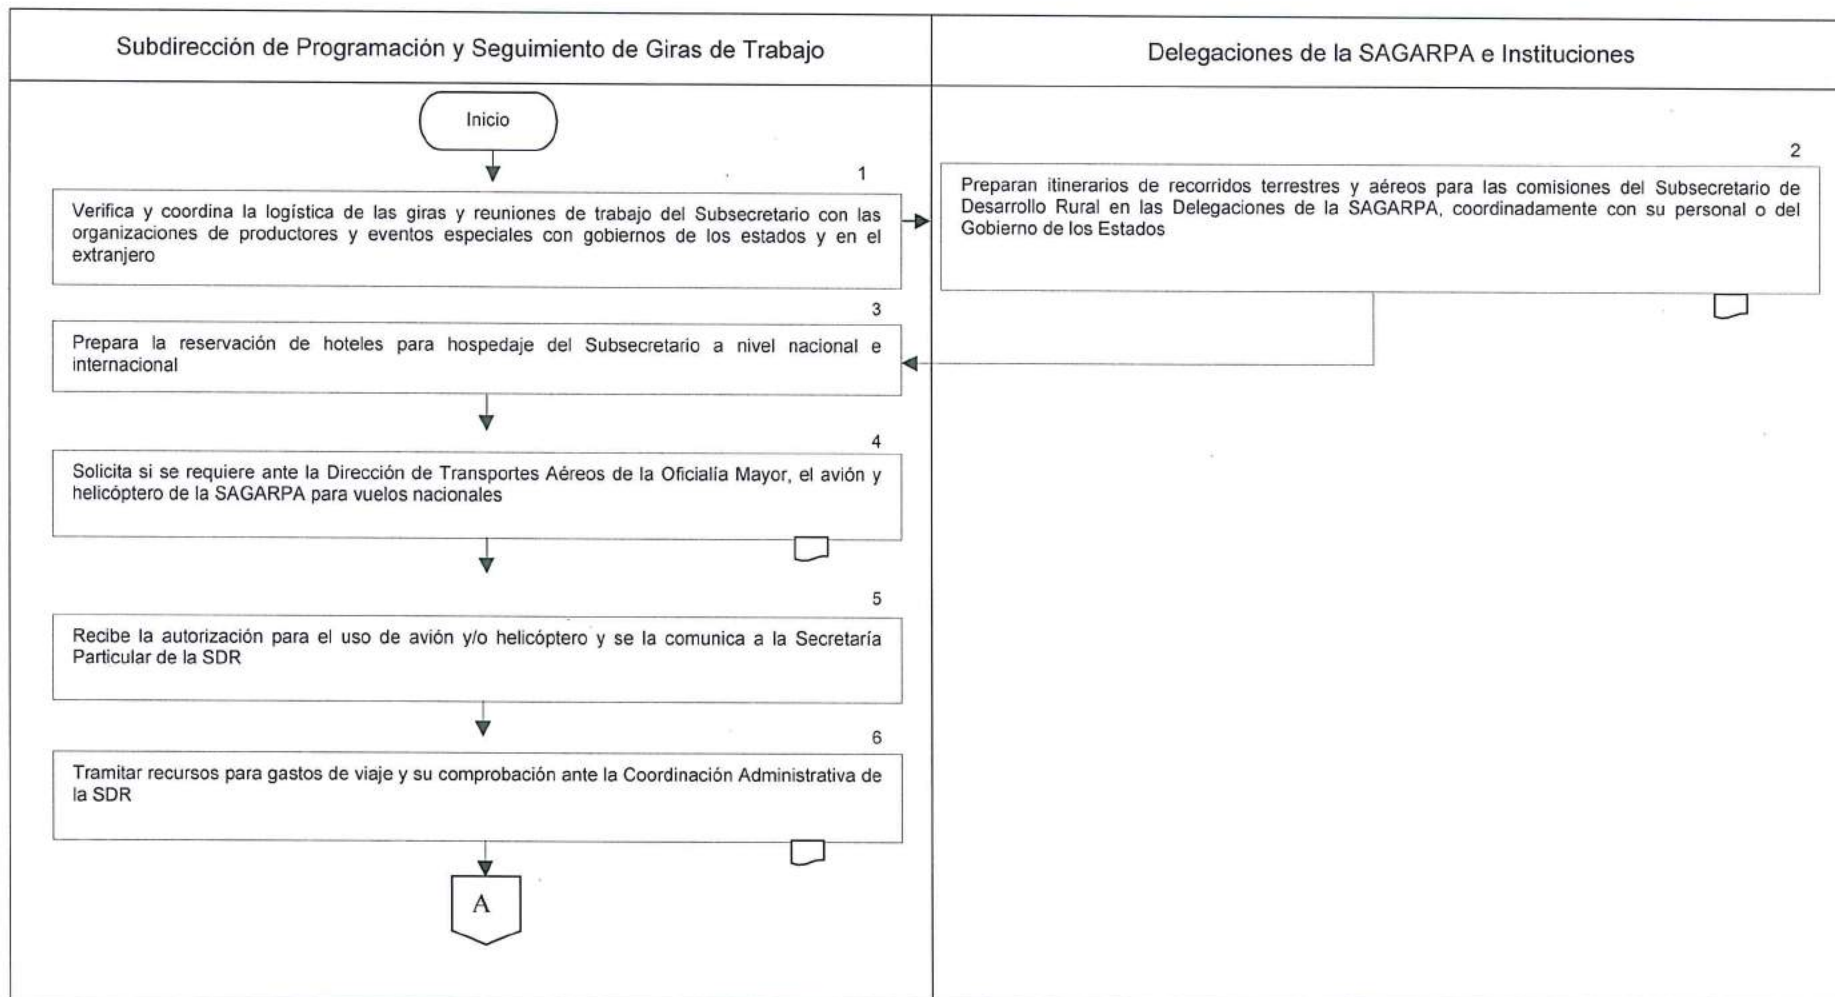 Subdirección de Programación y Seguimiento de Giras de Trabajo
Delegaciones de la SAGARPA e Instituciones
Inicio
1
Verifica y coordina la logística de las giras y reuniones de trabajo del Subsecretario con las
organizaciones de productores y eventos especiales con gobiernos de los estados y en el
extranjero
2
Preparan itinerarios de recorridos terrestres y aéreos para las comisiones del Subsecretario de
Desarrollo Rural en las Delegaciones de la SAGARPA, coordinadamente con su personal o del
Gobierno de los Estados
3
Prepara la reservación de hoteles para hospedaje del Subsecretario a nivel nacional e
internacional
4
Solicita si se requiere ante la Dirección de Transportes Aéreos de la Oficialía Mayor, el avión y
helicóptero de la SAGARPA para vuelos nacionales
5
Recibe la autorización para el uso de avión y/o helicóptero y se la comunica a la Secretaría
Particular de la SDR
6
Tramitar recursos para gastos de viaje y su comprobación ante la Coordinación Administrativa de
la SDR
A